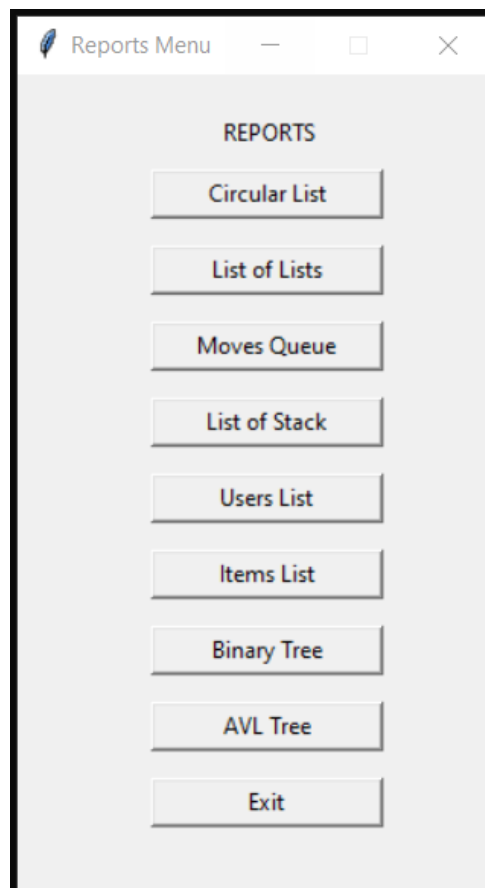 Reports Menu
REPORTS
Circular List
List of Lists
Moves Queue
List of Stack
Users List
Items List
Binary Tree
AVL Tree
Exit